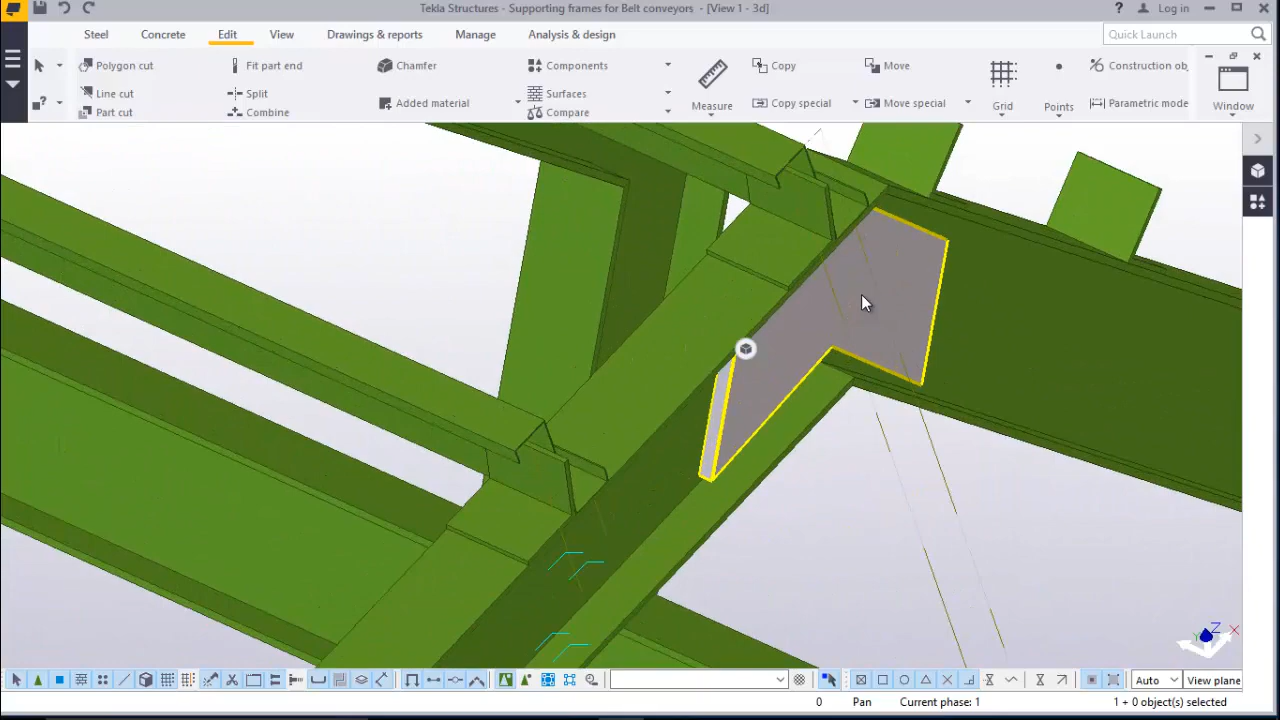 Tekla Structures - Supporting frames for Belt conveyors - [View 1 - 3d]
? Log in
Steel Concrete Edit View Drawings & reports Manage Analysis & design Quick Launch
Polygon cut Fit part end Chamfer Components Copy Move Construction obj
Line cut Split Added material Surfaces Measure Copy special Move special Grid Points Parametric mode Window
Part cut Combine Compare
Z
Y X
Auto View plane
0 Pan Current phase: 1 1 + 0 object(s) selected